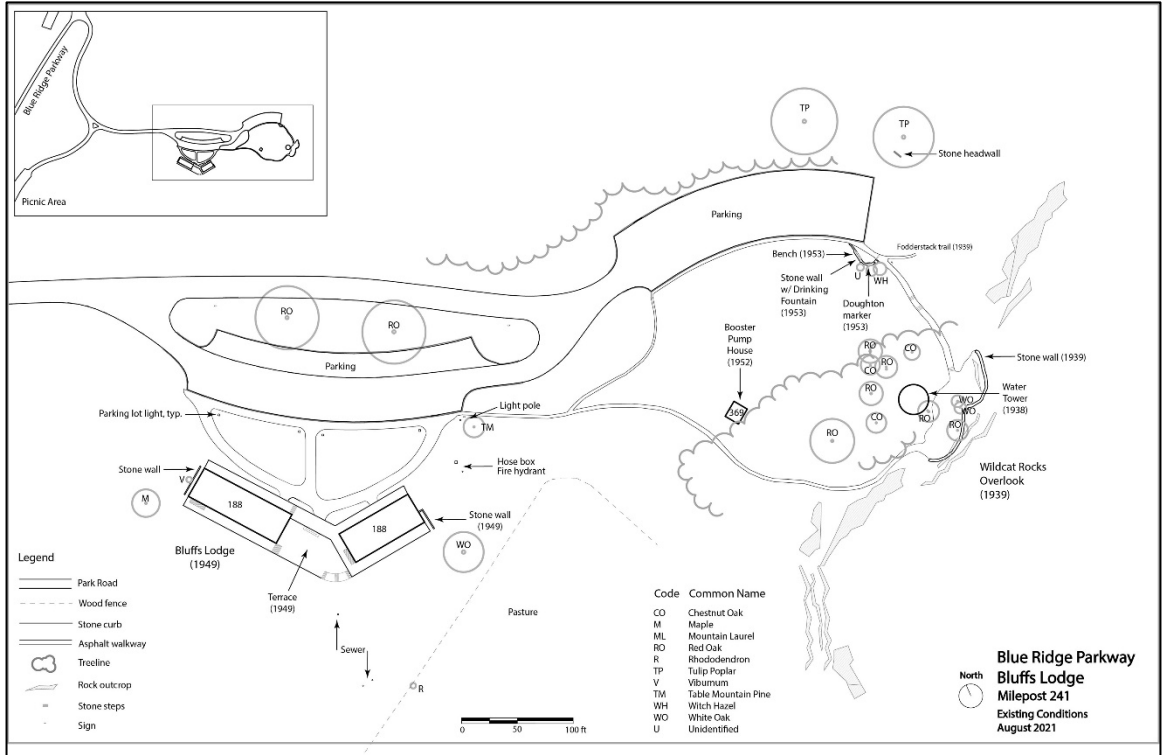 Blue Ridge Parkway
Picnic Area
TP
TP
Stone headwall
Parking
Fodderstack trail (1939)
Bench (1953)
Stone wall
w/ Drinking
Fountain
(1953)
U
WH
Doughton
marker
(1953)
RO
RO
Parking
Booster
Pump
House
(1952)
369
RO
CO
RO
CO
RO
CO
RO
RO
WO
WO
RO
Stone wall (1939)
Water
Tower
(1938)
Wildcat Rocks
Overlook
(1939)
Parking lot light, typ.
Light pole
TM
Hose box
Fire hydrant
Stone wall
V
M
188
188
Stone wall
(1949)
WO
Bluffs Lodge
(1949)
Terrace
(1949)
Sewer
R
Pasture
Legend
Park Road
Wood fence
Stone curb
Asphalt walkway
Treeline
Rock outcrop
Stone steps
Sign
0 50 100 ft
Code Common Name
CO Chestnut Oak
M Maple
ML Mountain Laurel
RO Red Oak
R Rhododendron
TP Tulip Poplar
V Viburnum
TM Table Mountain Pine
WH Witch Hazel
WO White Oak
U Unidentified
North
Blue Ridge Parkway
Bluffs Lodge
Milepost 241
Existing Conditions
August 2021